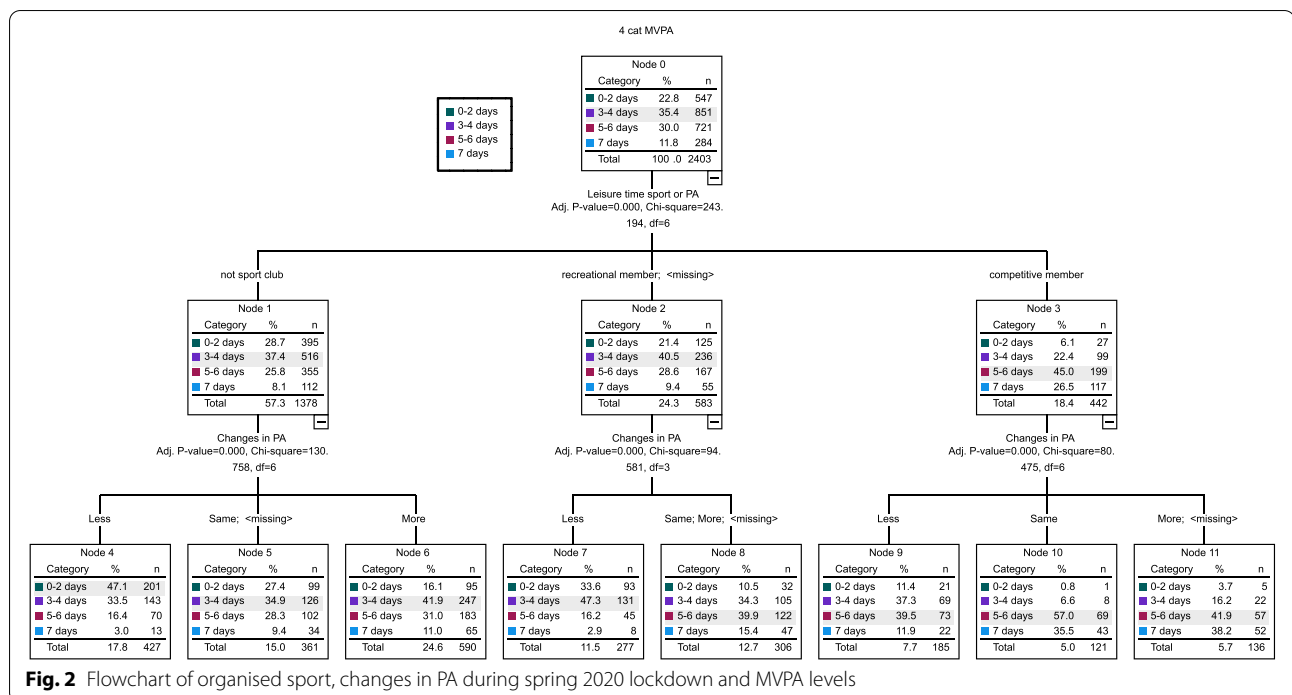 4 cat MVPA
Node 0
Category % n
0-2 days 22.8 547
3-4 days 35.4 851
5-6 days 30.0 721
7 days 11.8 284
Total 100 .0 2403
0-2 days
3-4 days
5-6 days
7 days
Leisure time sport or PA
Adj. P-value=0.000, Chi-square=243.
194, df=6
not sport club
recreational member; <missing>
competitive member
Node 1
Category % n
0-2 days 28.7 395
3-4 days 37.4 516
5-6 days 25.8 355
7 days 8.1 112
Total 57.3 1378
Node 2
Category % n
0-2 days 21.4 125
3-4 days 40.5 236
5-6 days 28.6 167
7 days 9.4 55
Total 24.3 583
Node 3
Category % n
0-2 days 6.1 27
3-4 days 22.4 99
5-6 days 45.0 199
7 days 26.5 117
Total 18.4 442
Changes in PA
Adj. P-value=0.000, Chi-square=130.
758, df=6
Changes in PA
Adj. P-value=0.000, Chi-square=94.
581, df=3
Changes in PA
Adj. P-value=0.000, Chi-square=80.
475, df=6
Less
Same; <missing>
More
Less
Same; More; <missing>
Less
Same
More; <missing>
Node 4
Category % n
0-2 days 47.1 201
3-4 days 33.5 143
5-6 days 16.4 70
7 days 3.0 13
Total 17.8 427
Node 5
Category % n
0-2 days 27.4 99
3-4 days 34.9 126
5-6 days 28.3 102
7 days 9.4 34
Total 15.0 361
Node 6
Category % n
0-2 days 16.1 95
3-4 days 41.9 247
5-6 days 31.0 183
7 days 11.0 65
Total 24.6 590
Node 7
Category % n
0-2 days 33.6 93
3-4 days 47.3 131
5-6 days 16.2 45
7 days 2.9 8
Total 11.5 277
Node 8
Category % n
0-2 days 10.5 32
3-4 days 34.3 105
5-6 days 39.9 122
7 days 15.4 47
Total 12.7 306
Node 9
Category % n
0-2 days 11.4 21
3-4 days 37.3 69
5-6 days 39.5 73
7 days 11.9 22
Total 7.7 185
Node 10
Category % n
0-2 days 0.8 1
3-4 days 6.6 8
5-6 days 57.0 69
7 days 35.5 43
Total 5.0 121
Node 11
Category % n
0-2 days 3.7 5
3-4 days 16.2 22
5-6 days 41.9 57
7 days 38.2 52
Total 5.7 136
Fig. 2 Flowchart of organised sport, changes in PA during spring 2020 lockdown and MVPA levels